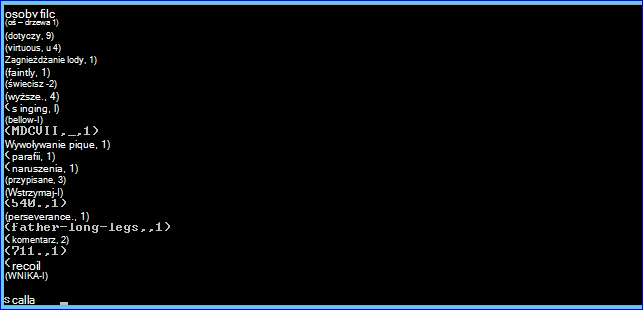 osoby filc
(oś – drzewa 1)
(dotyczy, 9)
(virtuous, u 4)
Zagnieżdżanie lody, 1)
(faintly, 1)
(świecisz -2)
(wyższe., 4)
(s inging, I)
(bellow-I)
(MDCVII,_,1)
Wywoływanie pique, 1)
(parafii, 1)
(naruszenia, 1)
(przypisane, 3)
(Wstrzymaj-I)
(540.,1)
(perseverance., 1)
(father-long-legs,,1)
(komentarz, 2)
(711.,1)
(recoil
(WNIKA-I)
s calla